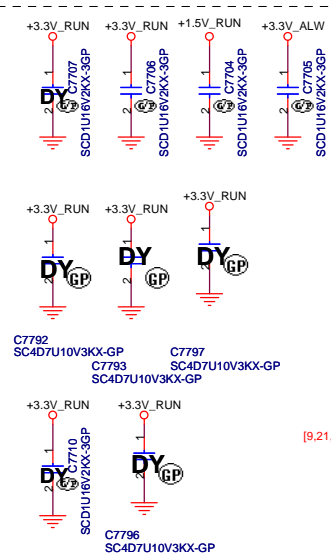 +3.3V_RUN +3.3V_RUN +1.5V_RUN +3.3V_ALW
1 1 1 1
DY
2 2 2 2
G/P G/P G/P G/P
C7707
SCD1U16V2KX-3GP
C7706
SCD1U16V2KX-3GP
C7704
SCD1U16V2KX-3GP
C7705
SCD1U16V2KX-3GP
+3.3V_RUN +3.3V_RUN +3.3V_RUN
1 1 1
DY DY DY
2 2 2
GP GP GP
C7792
SC4D7U10V3KX-GP
C7793
SC4D7U10V3KX-GP
C7797
SC4D7U10V3KX-GP
+3.3V_RUN +3.3V_RUN
1 1
DY DY
2 2
G/P GP
C7710
SCD1U16V2KX-3GP
[9,21.
C7796
SC4D7U10V3KX-GP